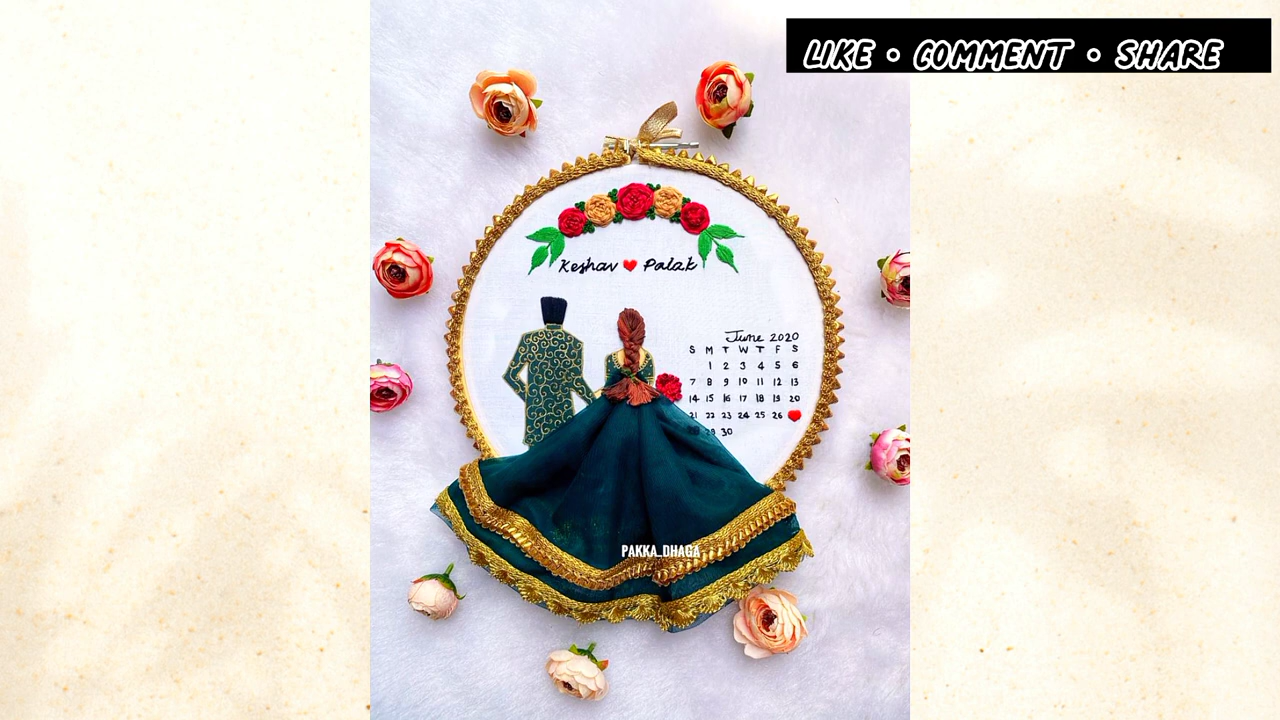 LIKE • COMMENT • SHARE
Keshav ❤ Palak
June 2020
S M T W T F S
1 2 3 4 5 6
7 8 9 10 11 12 13
14 15 16 17 18 19 20
21 22 23 24 25 26 ❤
29 30
PAKKA_DHAGA